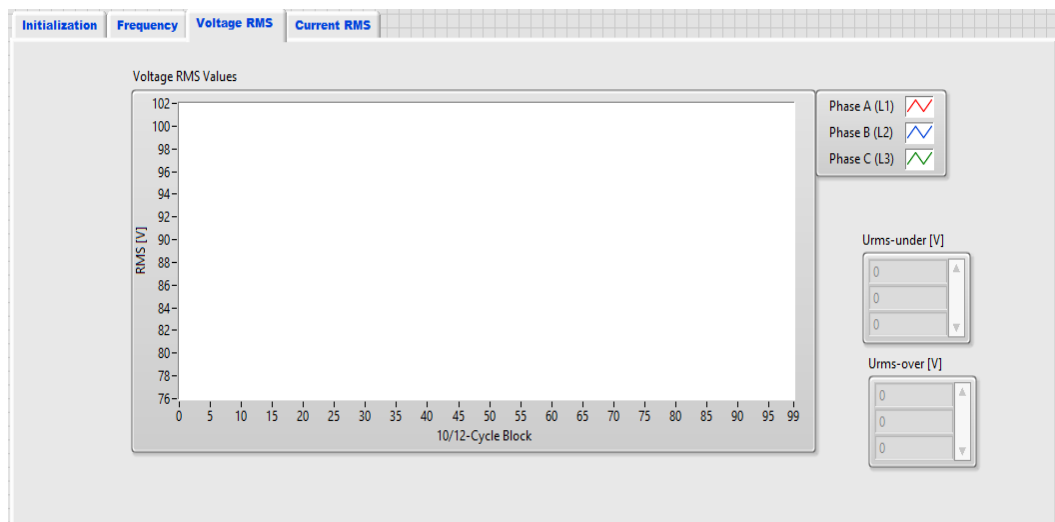 Initialization Frequency Voltage RMS Current RMS
Voltage RMS Values
102
100
98
96
94
92
90
88
86
84
82
80
78
76
RMS [V]
0 5 10 15 20 25 30 35 40 45 50 55 60 65 70 75 80 85 90 95 99
10/12-Cycle Block
Phase A (L1)
Phase B (L2)
Phase C (L3)
Urms-under [V]
0
0
0
Urms-over [V]
0
0
0